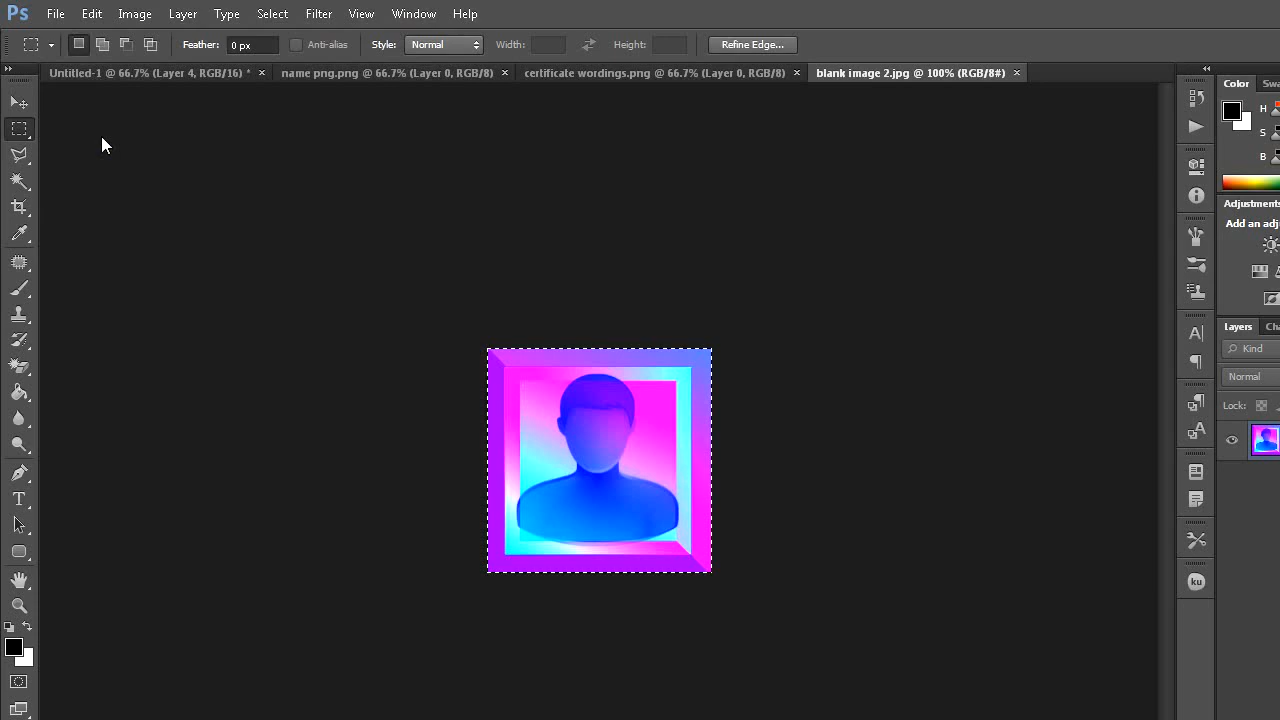 Ps File Edit Image Layer Type Select Filter View Window Help
Feather: 0 px Anti-alias Style: Normal Width: Height: Refine Edge...
Untitled-1 @ 66.7% (Layer 4, RGB/16) * × name png.png @ 66.7% (Layer 0, RGB/8) × certificate wordings.png @ 66.7% (Layer 0, RGB/8) × blank image 2.jpg @ 100% (RGB/8#) ×
Color Swa
H
S
B
Adjustments
Add an adj
Layers Cha
Kind
Normal
Lock:
T
ku